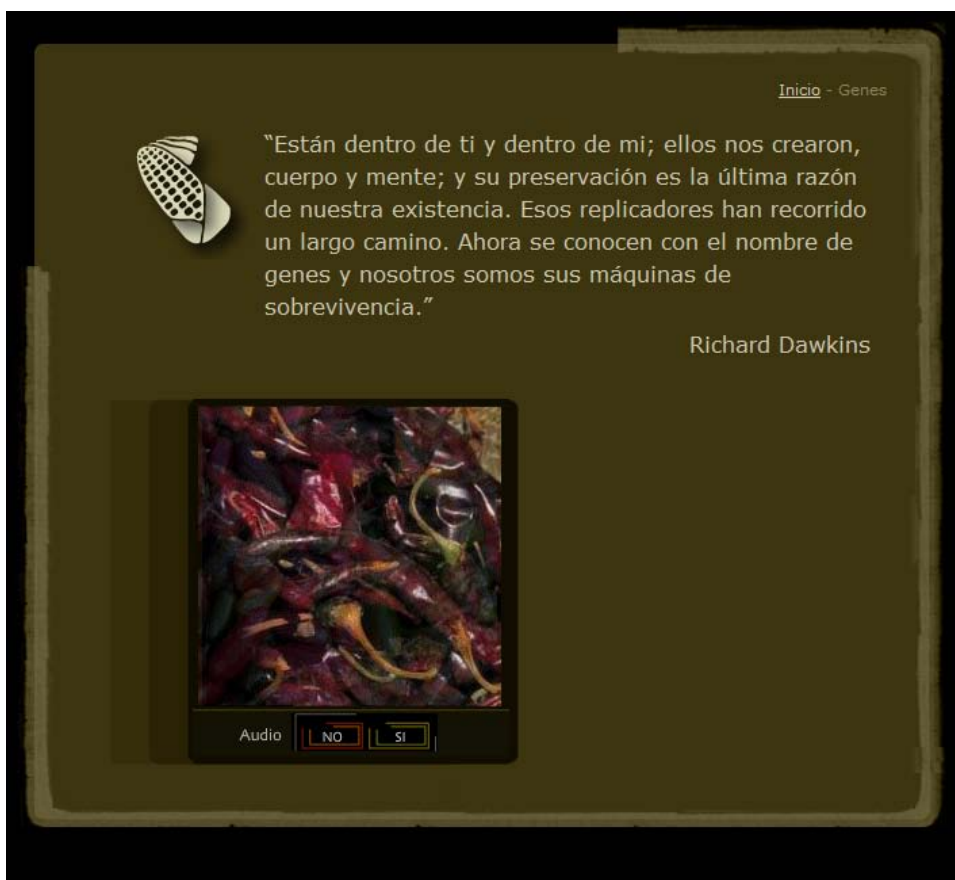 Inicio - Genes
“Están dentro de ti y dentro de mi; ellos nos crearon,
cuerpo y mente; y su preservación es la última razón
de nuestra existencia. Esos replicadores han recorrido
un largo camino. Ahora se conocen con el nombre de
genes y nosotros somos sus máquinas de
sobrevivencia.”
Richard Dawkins
Audio NO SI